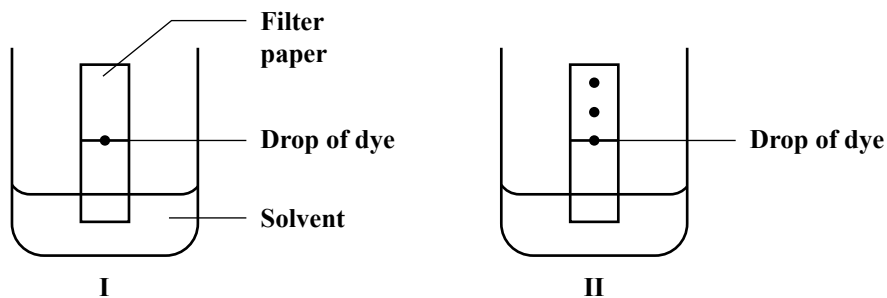 Filter
paper
Drop of dye
Solvent
I
Drop of dye
II